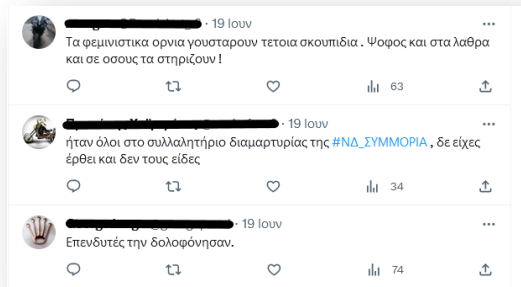 · 19 Ιουν
Τα φεμινιστικα ορνια γουσταρουν τετοια σκουπιδια . Ψοφος και στα λαθρα
και σε οσους τα στηριζουν !
63
· 19 Ιουν
ήταν όλοι στο συλλαλητήριο διαμαρτυρίας της #ΝΔ_ΣΥΜΜΟΡΙΑ , δε είχες
έρθει και δεν τους είδες
34
· 19 Ιουν
Επενδυτές την δολοφόνησαν.
74